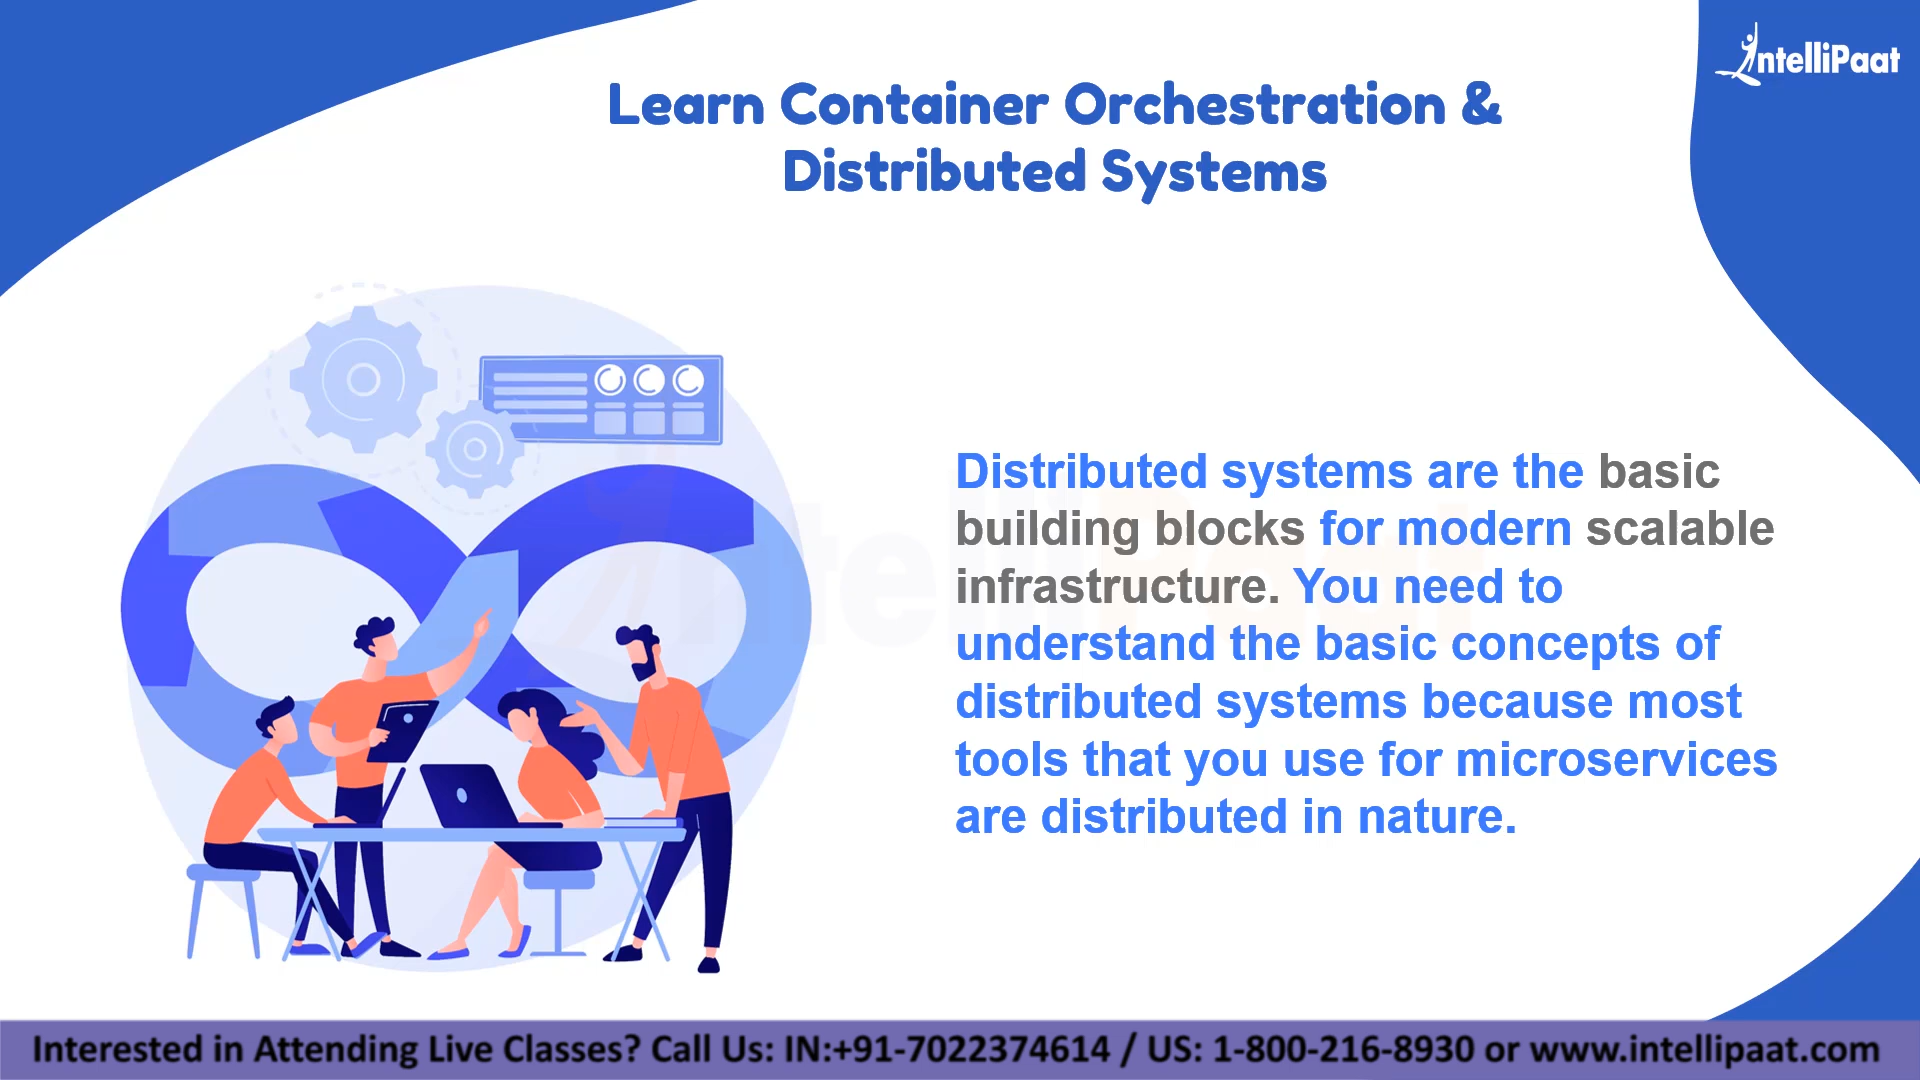 IntelliPaat
Learn Container Orchestration &
Distributed Systems
Distributed systems are the basic
building blocks for modern scalable
infrastructure. You need to
understand the basic concepts of
distributed systems because most
tools that you use for microservices
are distributed in nature.
Interested in Attending Live Classes? Call Us: IN:+91-7022374614 / US: 1-800-216-8930 or www.intellipaat.com